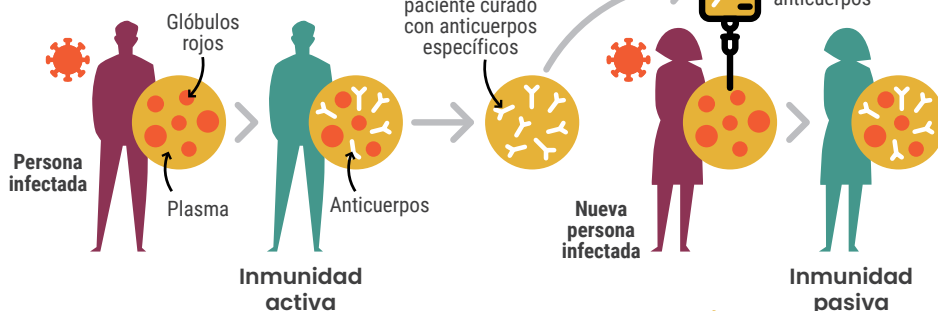 Glóbulos
rojos
Persona
infectada
Plasma
Anticuerpos
Inmunidad
activa
paciente curado
con anticuerpos
específicos
anticuerpos
Nueva
persona
infectada
Inmunidad
pasiva